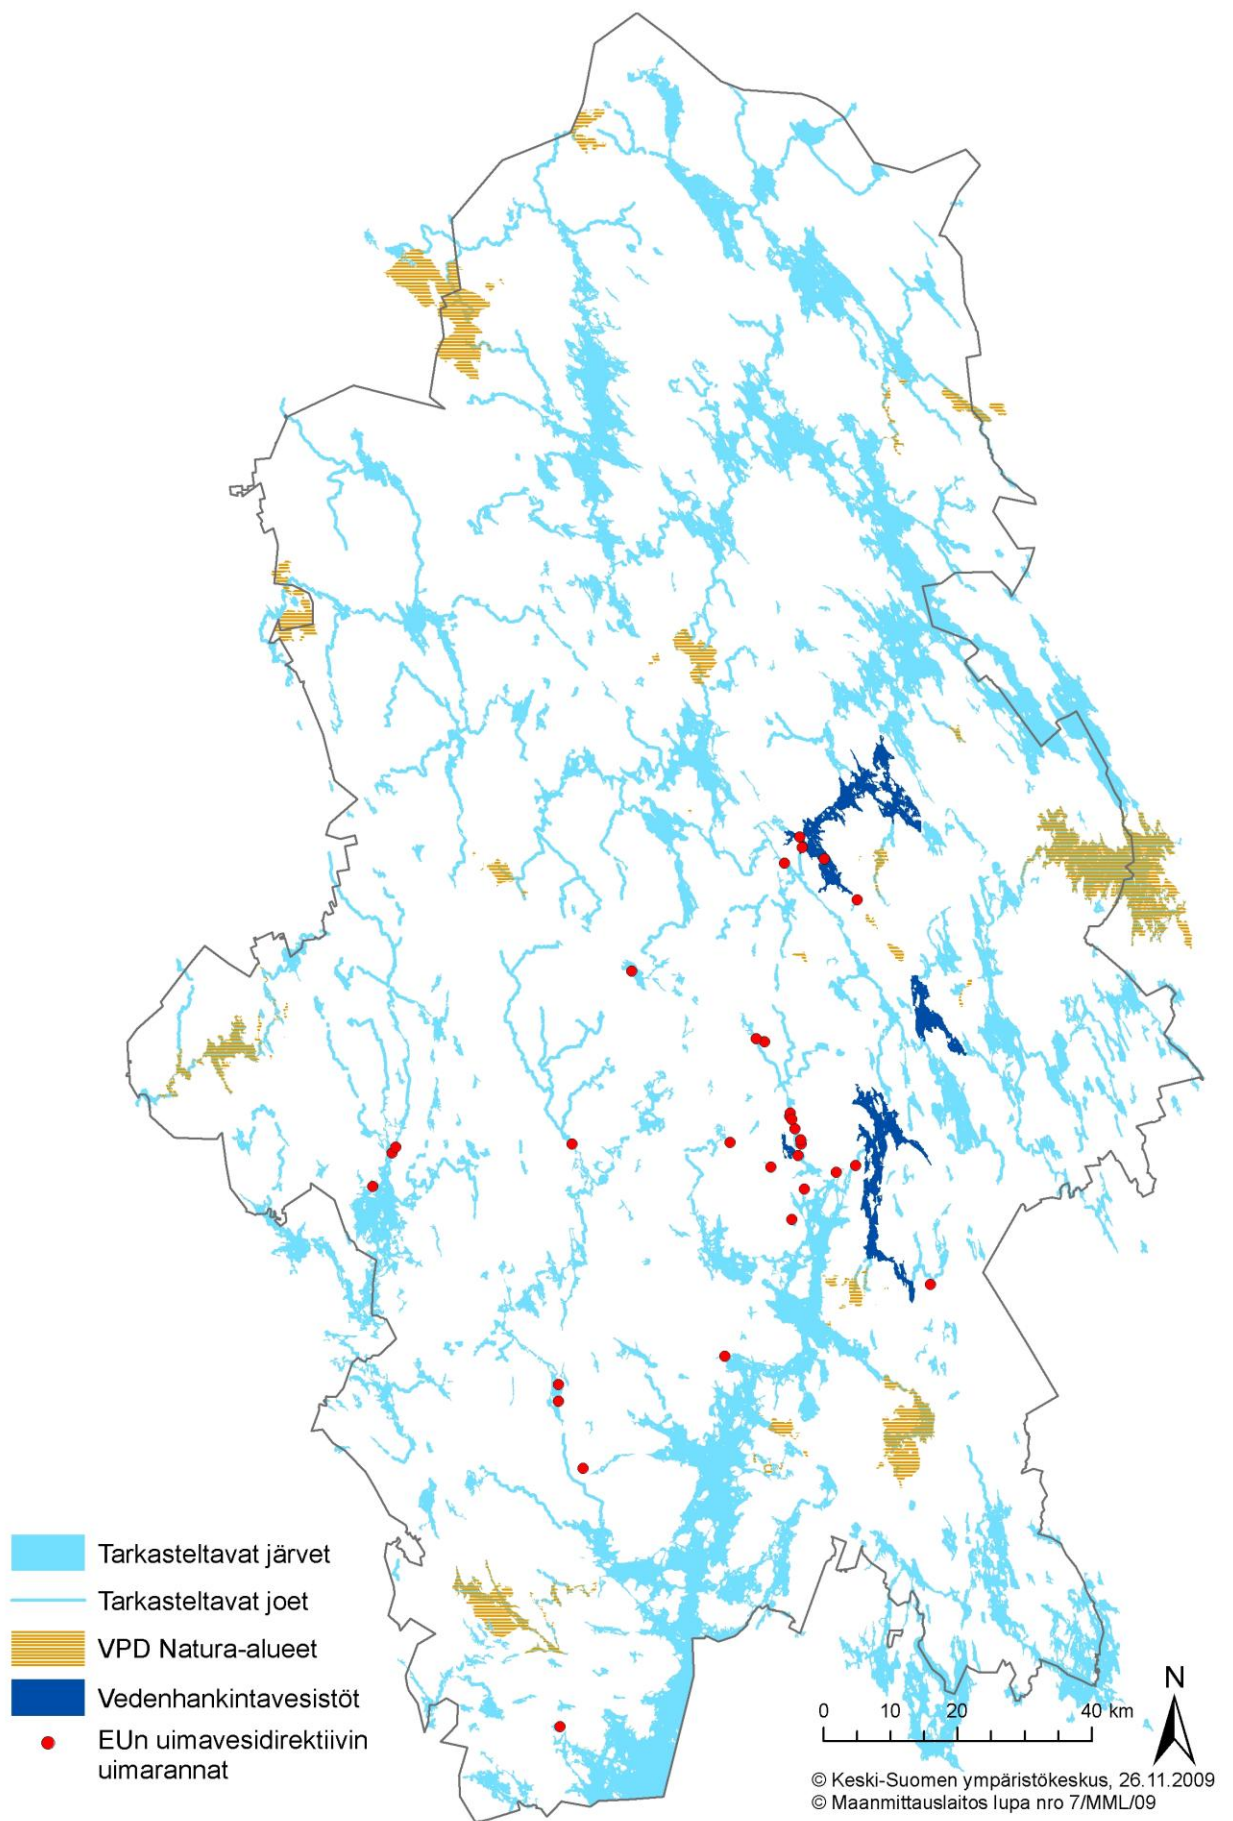 Tarkasteltavat järvet
Tarkasteltavat joet
VPD Natura-alueet
Vedenhankintavesistöt
EUn uimavesidirektiivin
uimarannat
N
0 10 20 40 km
© Keski-Suomen ympäristökeskus, 26.11.2009
© Maanmittauslaitos lupa nro 7/MML/09